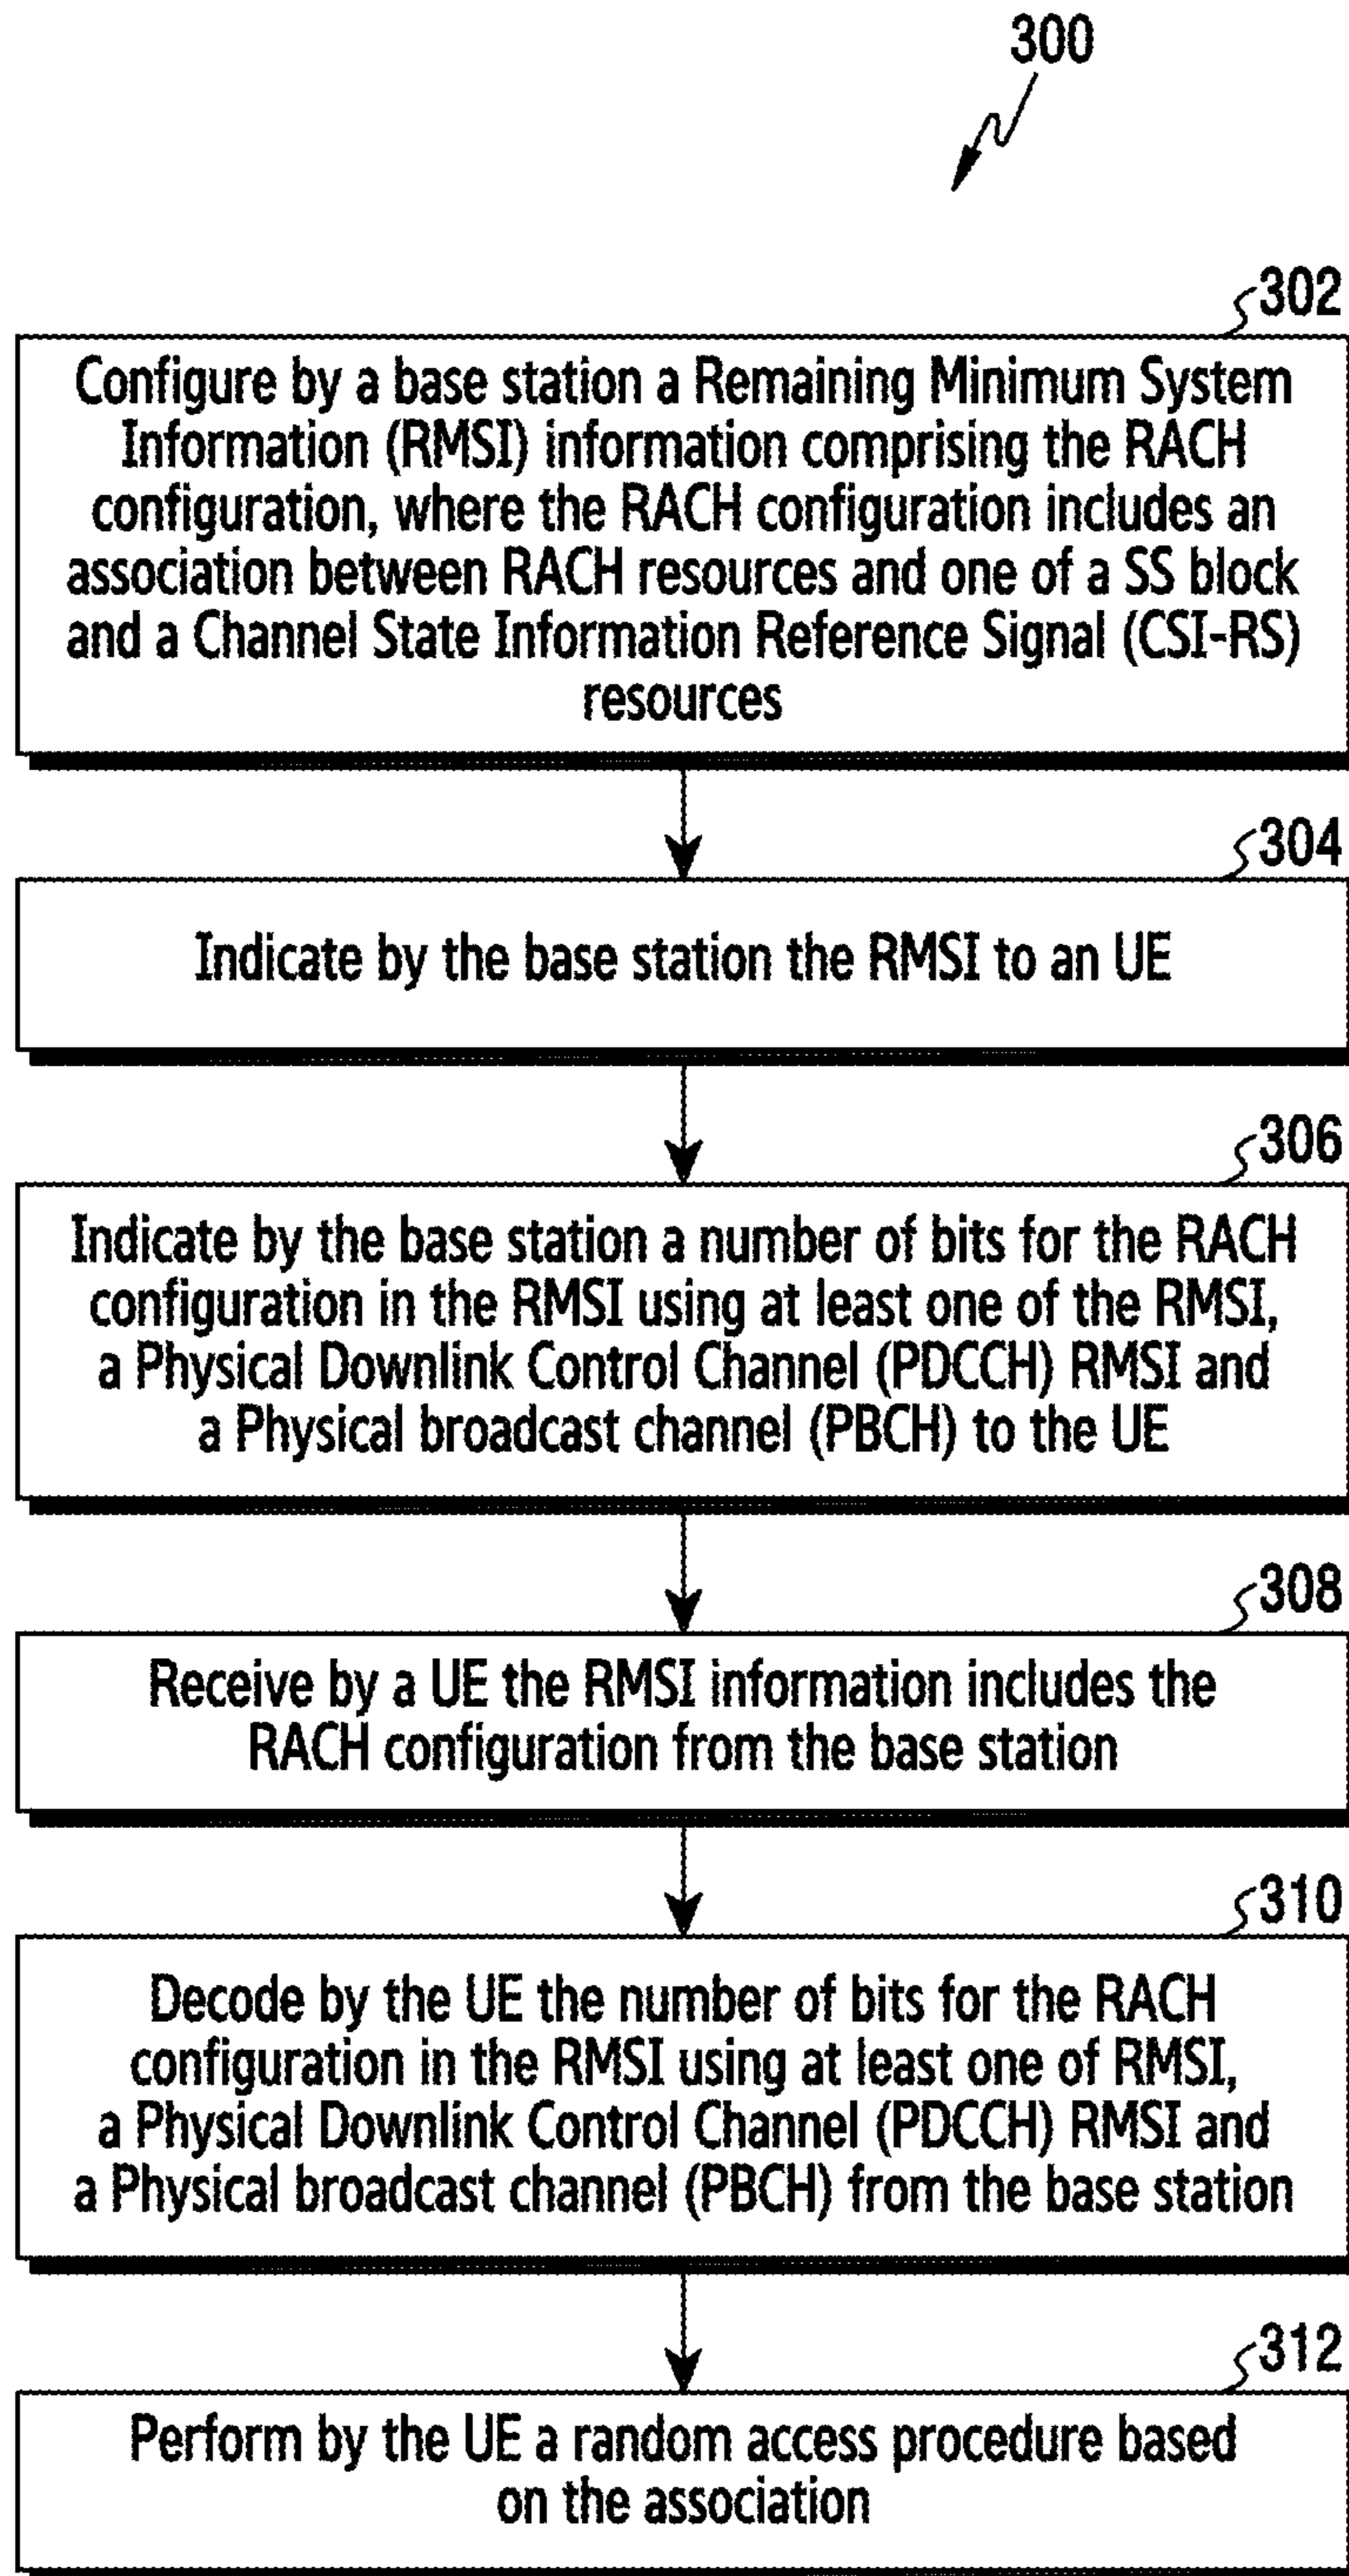 300
302
Configure by a base station a Remaining Minimum System
Information (RMSI) information comprising the RACH
configuration, where the RACH configuration includes an
association between RACH resources and one of a SS block
and a Channel State Information Reference Signal (CSI-RS)
resources
304
Indicate by the base station the RMSI to an UE
306
Indicate by the base station a number of bits for the RACH
configuration in the RMSI using at least one of the RMSI,
a Physical Downlink Control Channel (PDCCH) RMSI and
a Physical broadcast channel (PBCH) to the UE
308
Receive by a UE the RMSI information includes the
RACH configuration from the base station
310
Decode by the UE the number of bits for the RACH
configuration in the RMSI using at least one of RMSI,
a Physical Downlink Control Channel (PDCCH) RMSI and
a Physical broadcast channel (PBCH) from the base station
312
Perform by the UE a random access procedure based
on the association